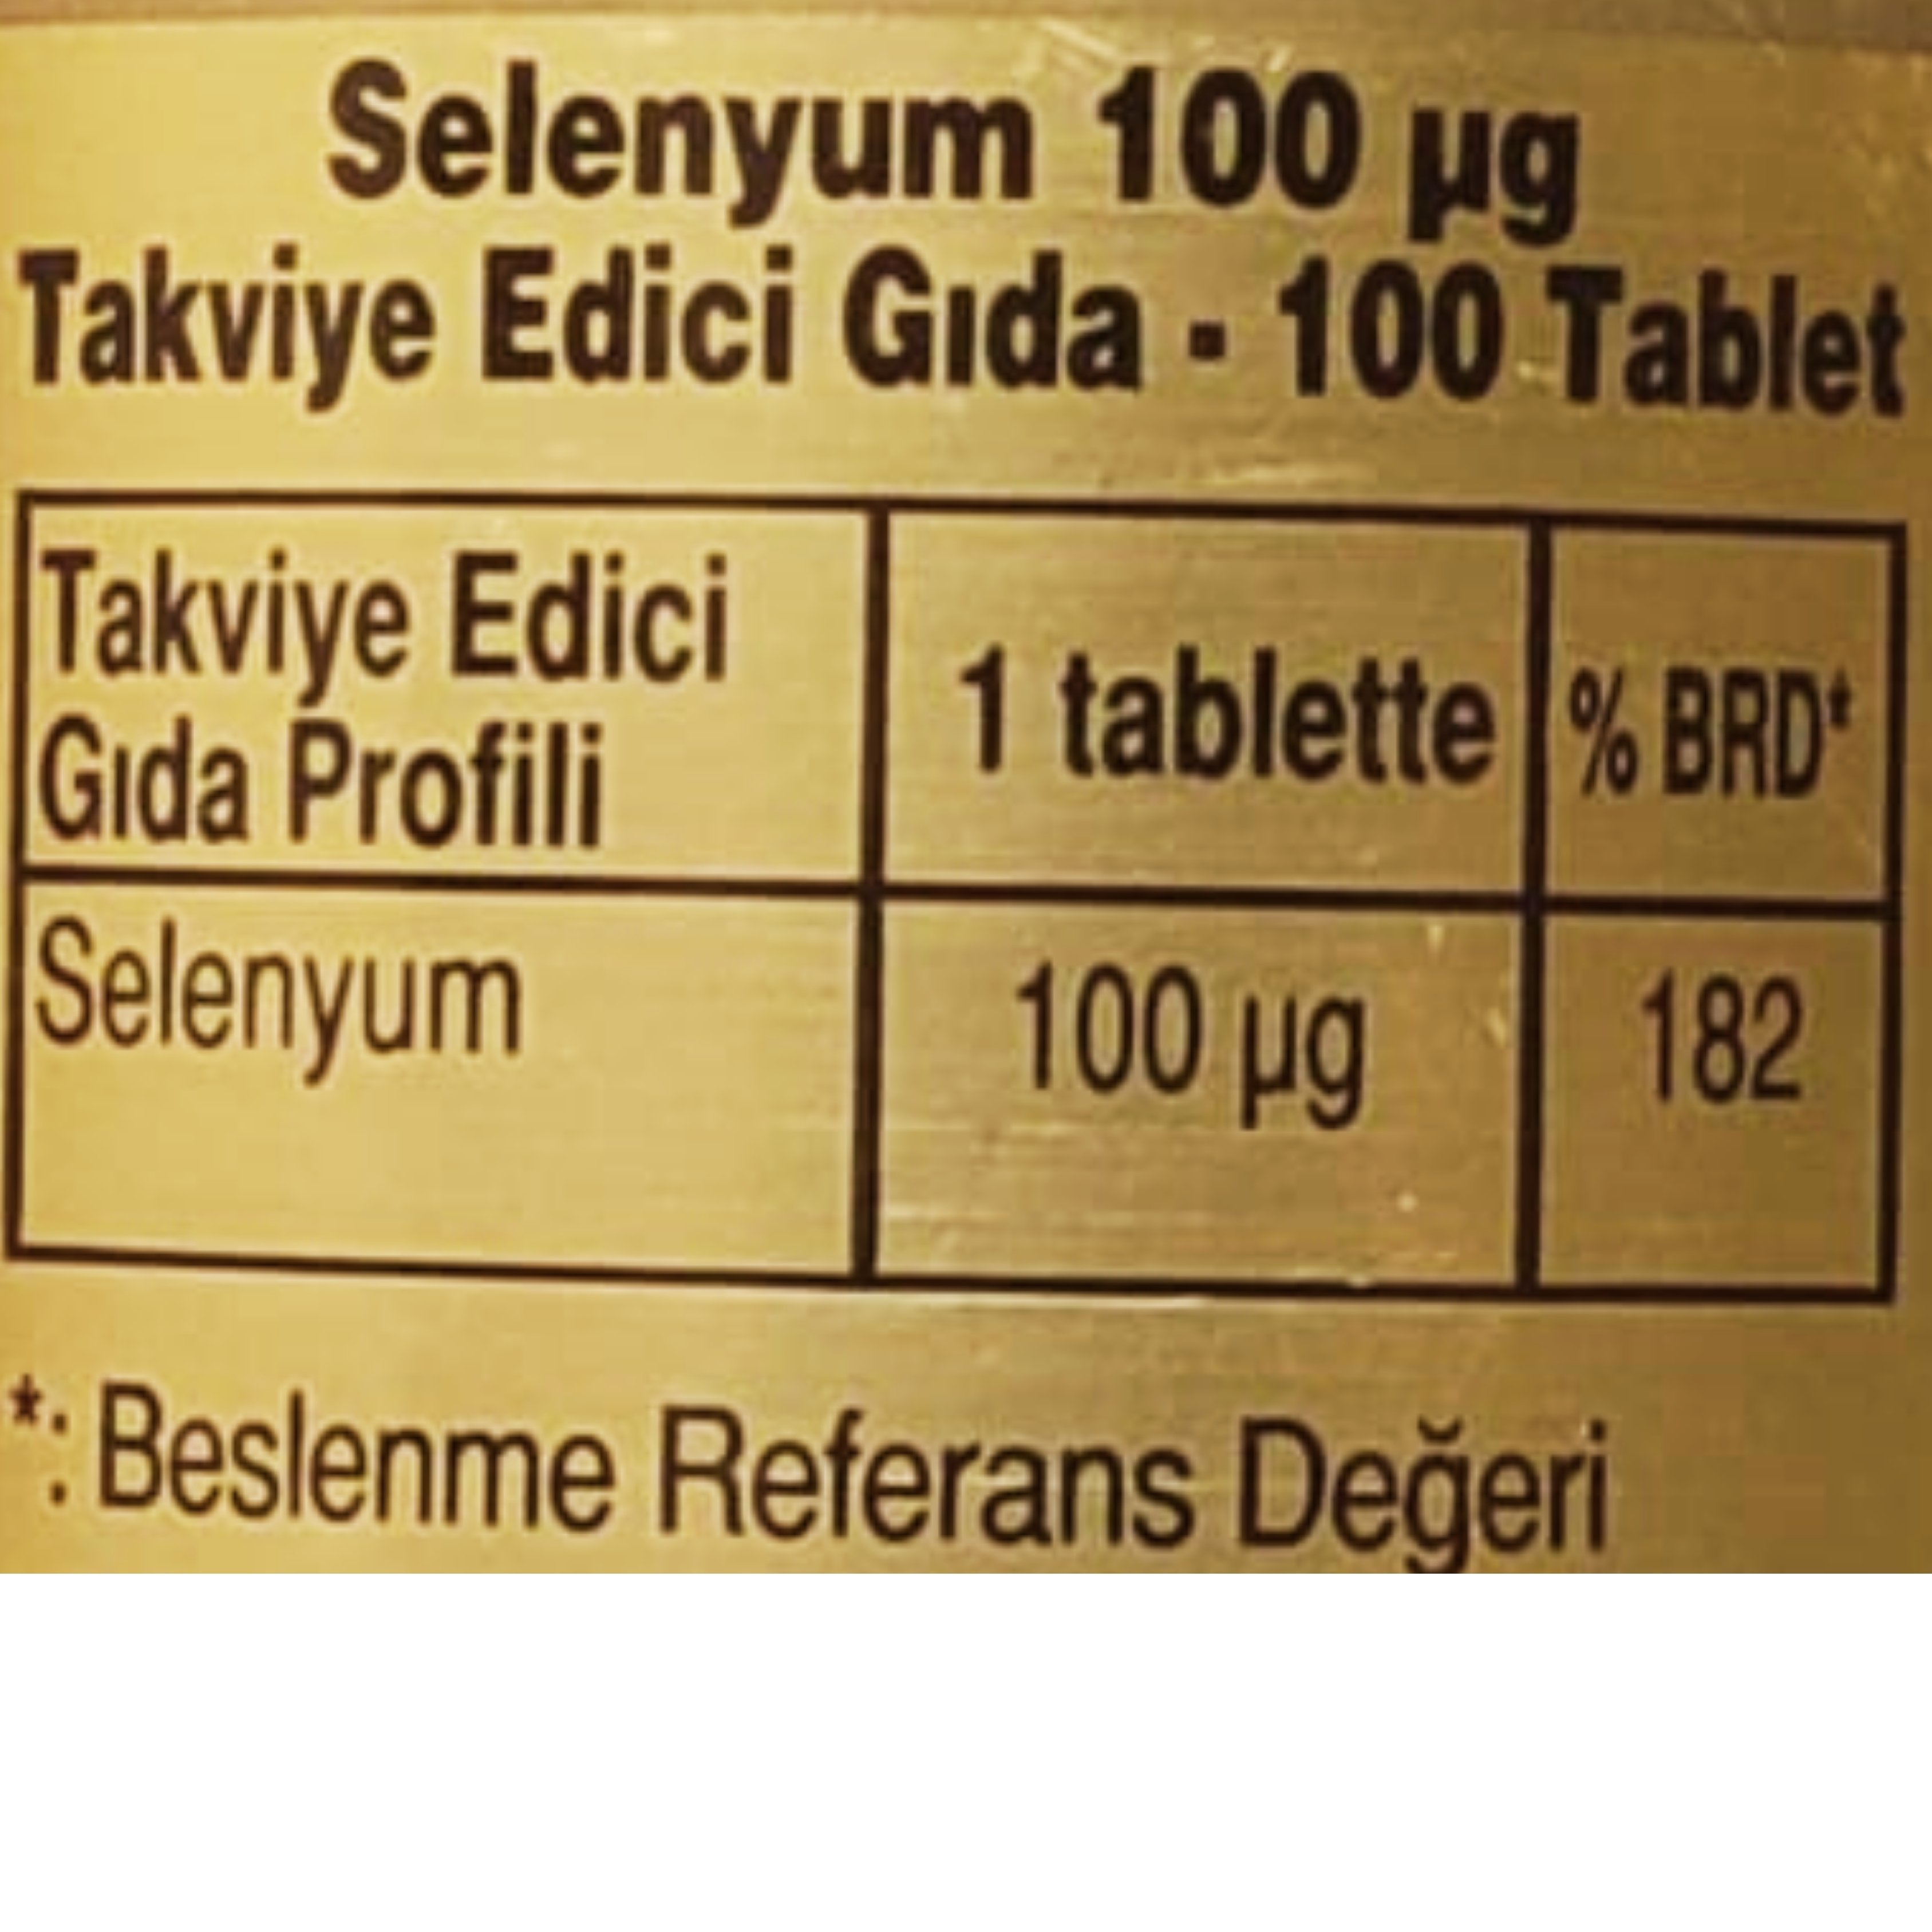 Selenyum 100 µg
Takviye Edici Gıda - 100 Tablet
Takviye Edici
Gıda Profili
1 tablette
% BRD*
Selenyum
100 µg
182
*: Beslenme Referans Değeri